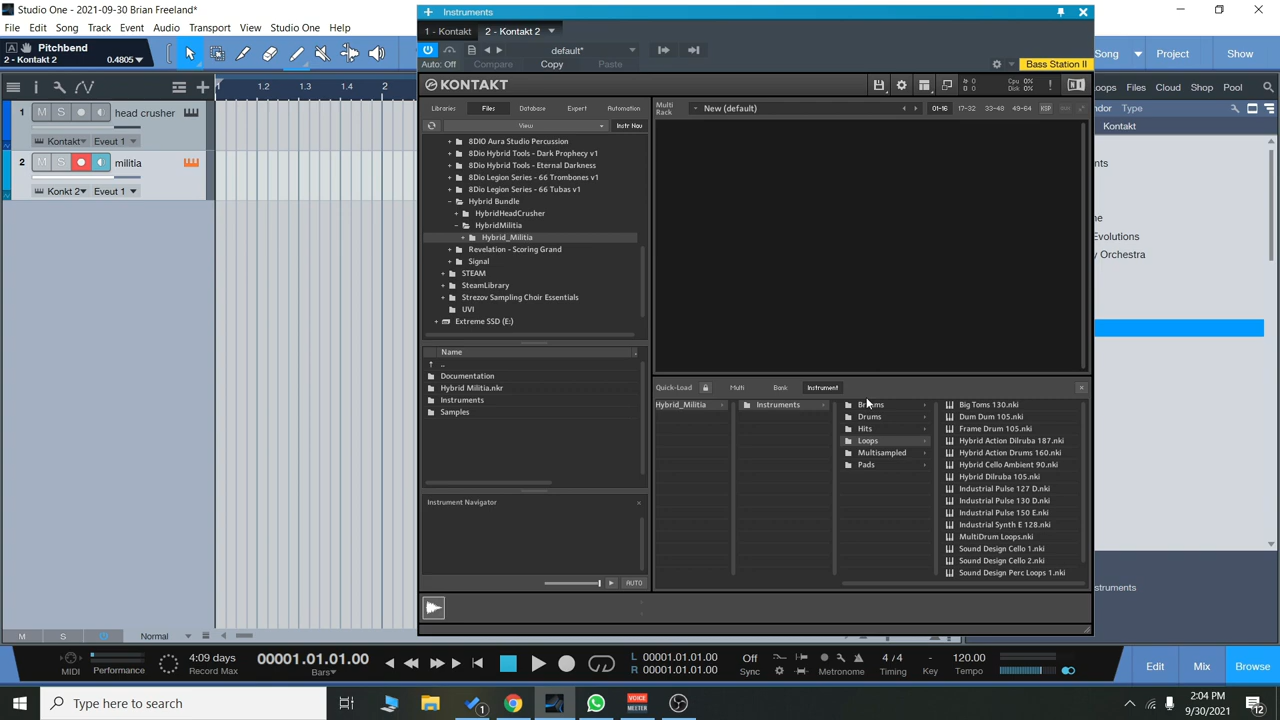 Studio One - 2021-09-30 Brian Freeland
File Edit Song Track Event Audio Transport View
Instruments
1 - Kontakt 2 - Kontakt 2
default*
Auto: Off Compare Copy Paste Bass Station II
Pitchbend
2 - Kontakt 2 0.4805
Song Project Show
KONTAKT
Cpu 0%
Disk 0%
Libraries Files Database Expert Automation
View Instr Nav
Multi
Rack
New (default) 01-16 17-32 33-48 49-64 KSP
Loops Files Cloud Shop Pool
Type
Kontakt
1.2 1.3 1.4 2
1 M S head crusher
Kontakt Eveut 1
2 M S militia
Konkt 2 Eveut 1
8DIO Aura Studio Percussion
8Dio Hybrid Tools - Dark Prophecy v1
8Dio Hybrid Tools - Eternal Darkness
8Dio Legion Series - 66 Trombones v1
8Dio Legion Series - 66 Tubas v1
Hybrid Bundle
HybridHeadCrusher
HybridMilitia
Hybrid_Militia
Revelation - Scoring Grand
Signal
STEAM
SteamLibrary
Strezov Sampling Choir Essentials
UVI
Extreme SSD (E:)
Evolutions
Orchestra
Name
..
Documentation
Hybrid Militia.nkr
Instruments
Samples
Instrument Navigator
AUTO
Quick-Load Multi Bank Instrument
Hybrid_Militia
Instruments
Drums
Hits
Loops
Multisampled
Pads
Big Toms 130.nki
Dum Dum 105.nki
Frame Drum 105.nki
Hybrid Action Dilruba 187.nki
Hybrid Action Drums 160.nki
Hybrid Cello Ambient 90.nki
Hybrid Dilruba 105.nki
Industrial Pulse 127 D.nki
Industrial Pulse 130 D.nki
Industrial Pulse 150 E.nki
Industrial Synth E 128.nki
MultiDrum Loops.nki
Sound Design Cello 1.nki
Sound Design Cello 2.nki
Sound Design Perc Loops 1.nki
M S Normal
MIDI Performance 4:09 days Record Max 00001.01.01.00 Bars
L 00001.01.01.00
R 00001.01.01.00
Off Sync Metronome 4 / 4 Timing - Key 120.00 Tempo
Edit Mix Browse
Type here to search
VOICE
MEETER
2:04 PM
9/30/2021